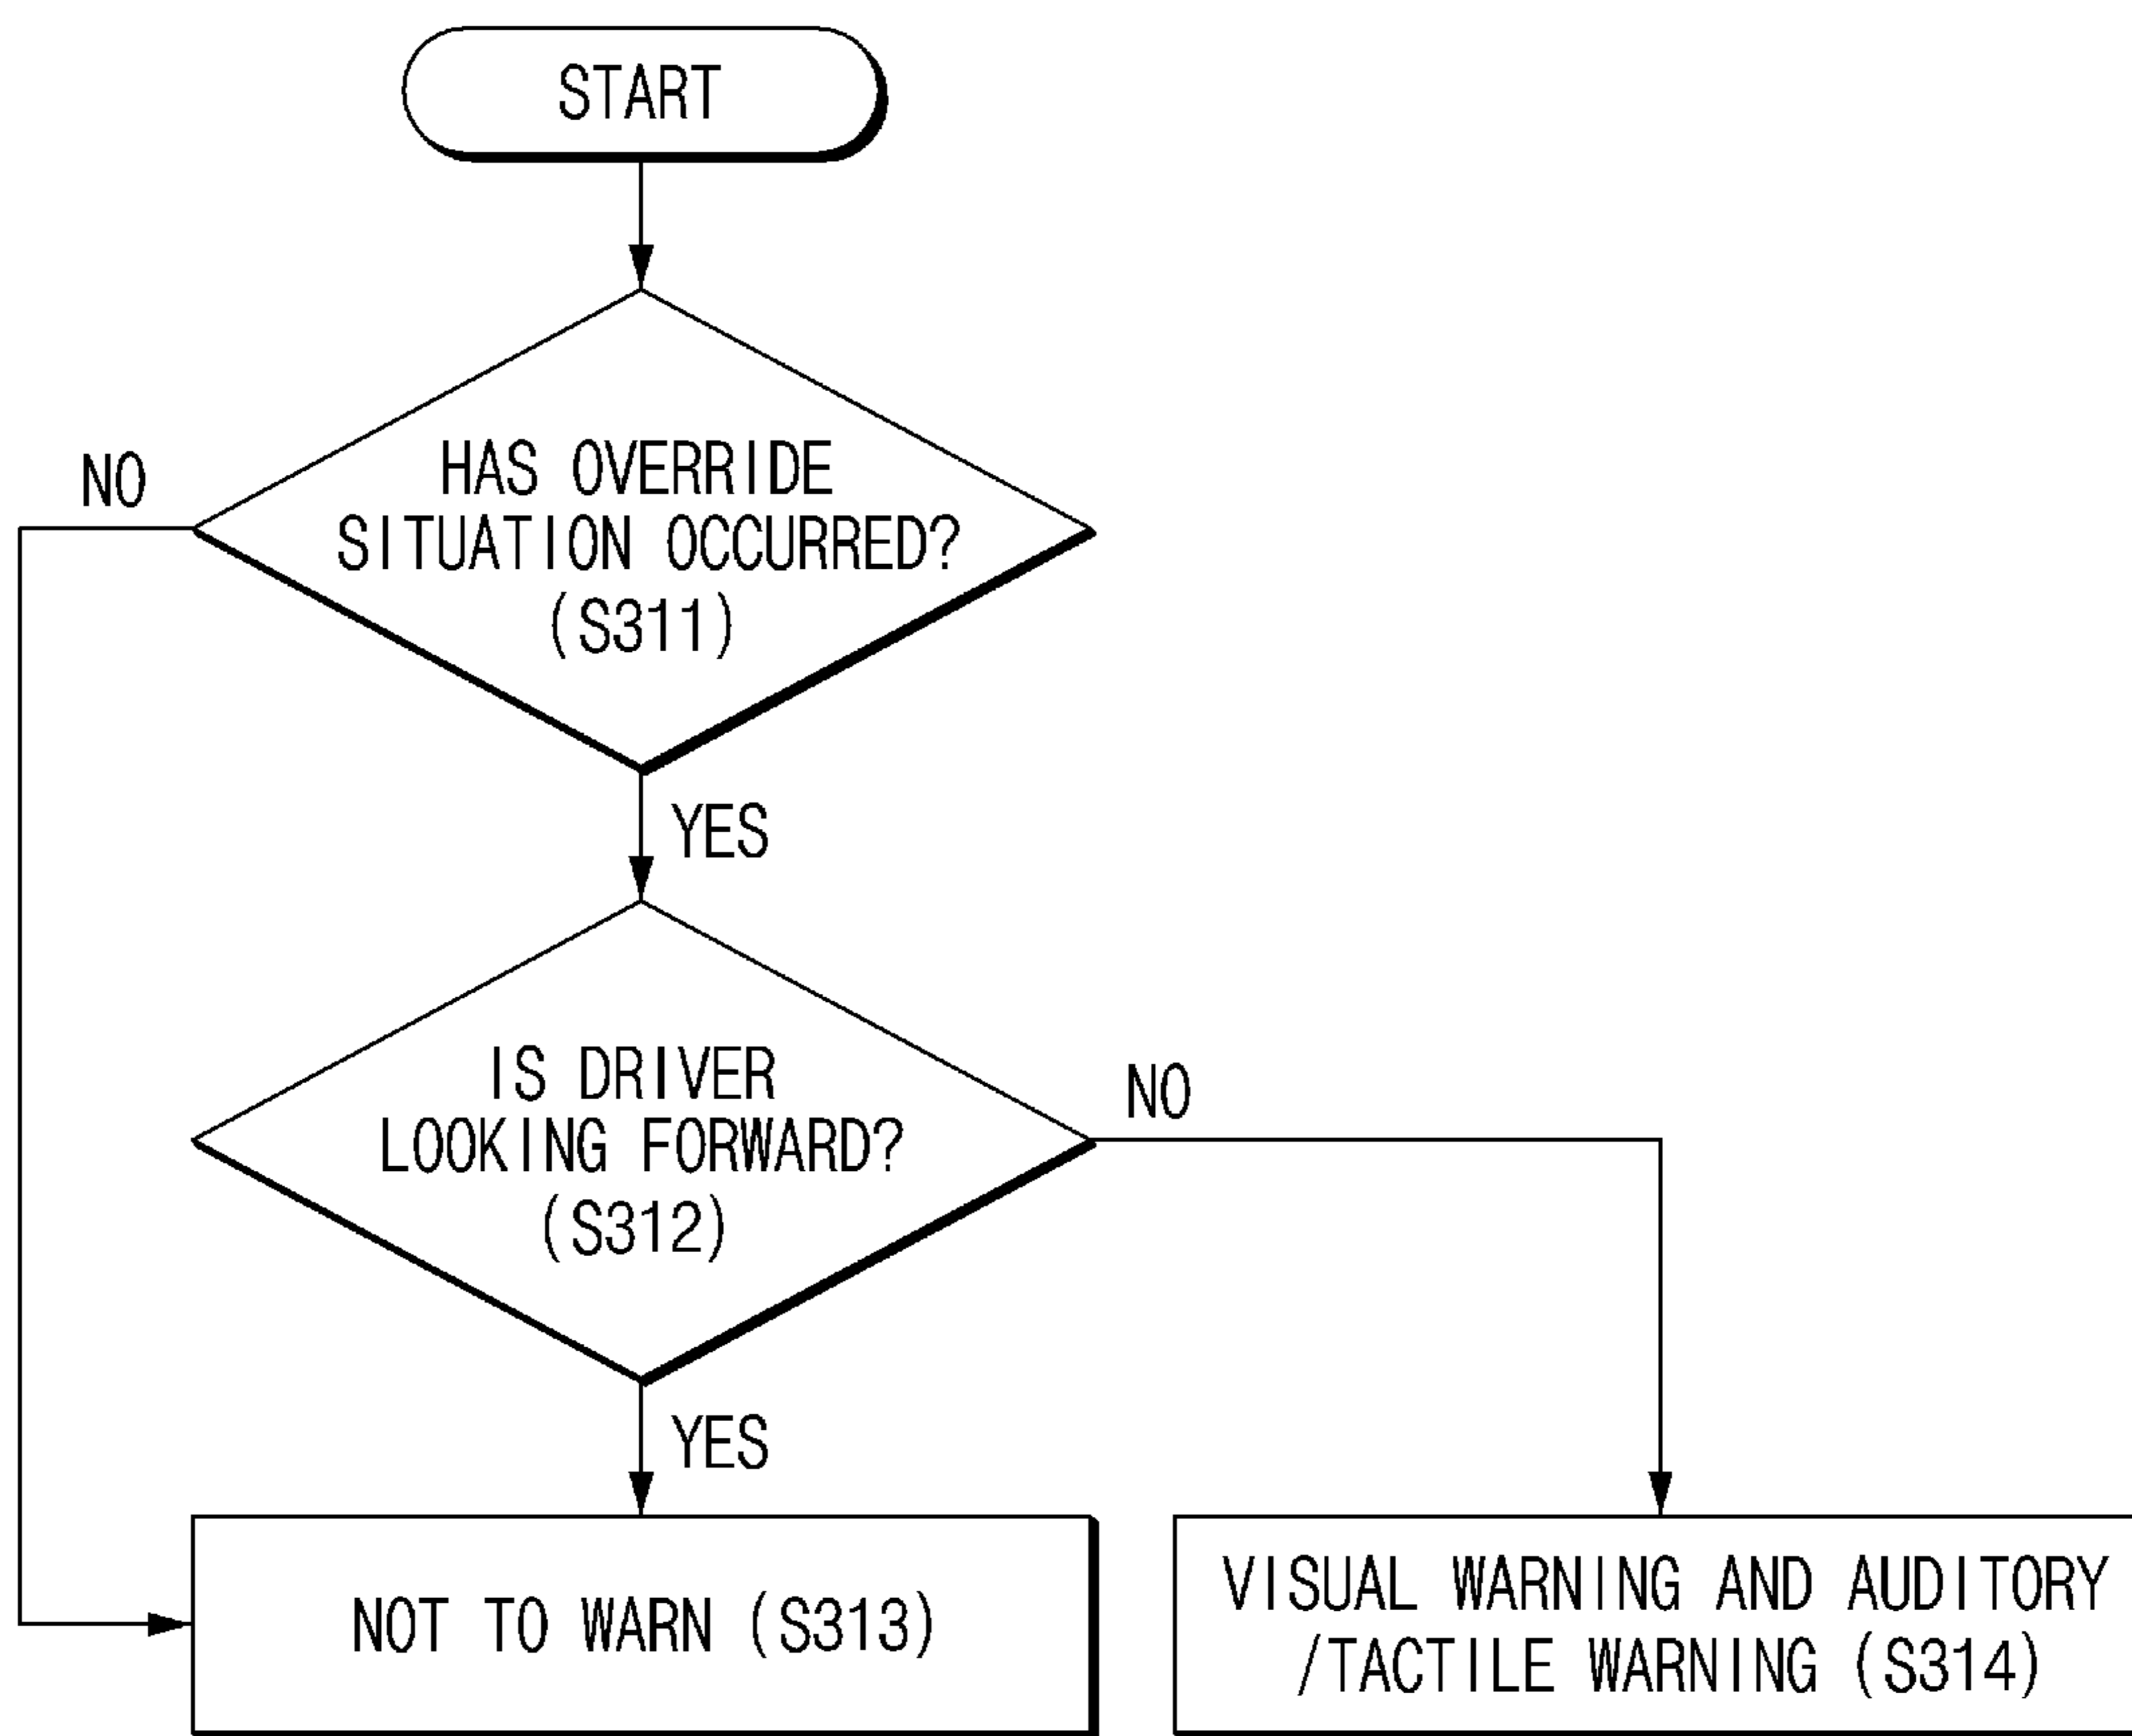 START
HAS OVERRIDE
SITUATION OCCURRED?
(S311)
NO
YES
IS DRIVER
LOOKING FORWARD?
(S312)
NO
YES
NOT TO WARN (S313)
VISUAL WARNING AND AUDITORY
/TACTILE WARNING (S314)